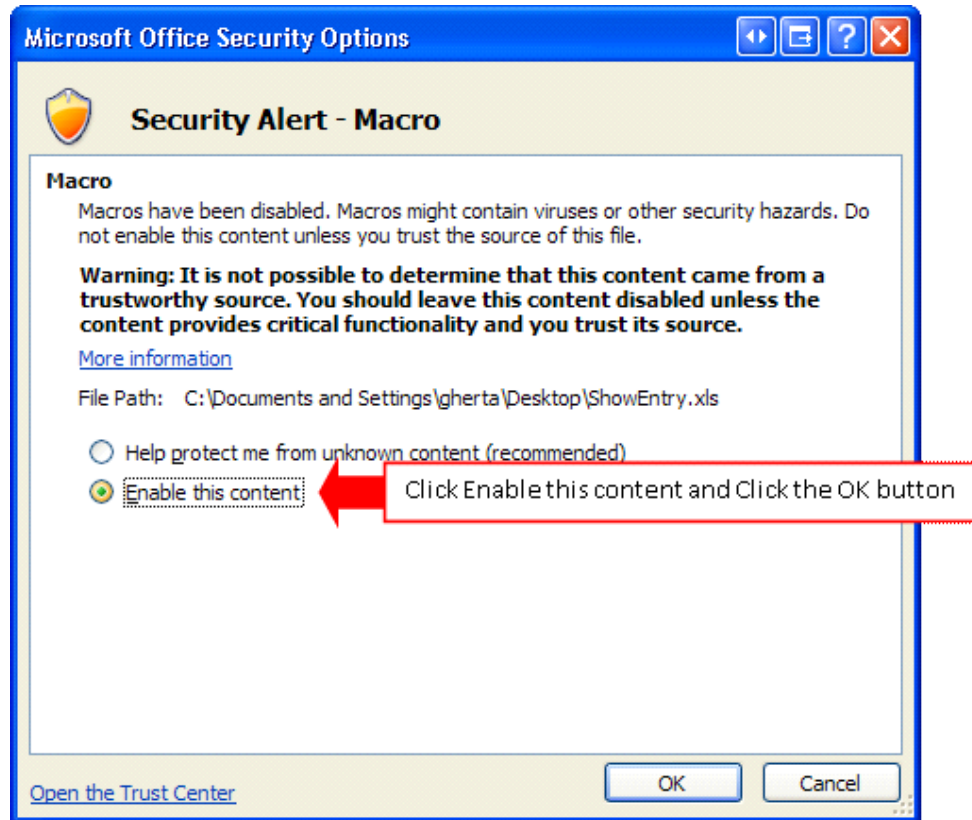 Microsoft Office Security Options
Security Alert - Macro
Macro
Macros have been disabled. Macros might contain viruses or other security hazards. Do
not enable this content unless you trust the source of this file.
Warning: It is not possible to determine that this content came from a
trustworthy source. You should leave this content disabled unless the
content provides critical functionality and you trust its source.
More information
File Path: C:\Documents and Settings\gherta\Desktop\ShowEntry.xls
Help protect me from unknown content (recommended)
Enable this content
Click Enable this content and Click the OK button
Open the Trust Center
OK
Cancel